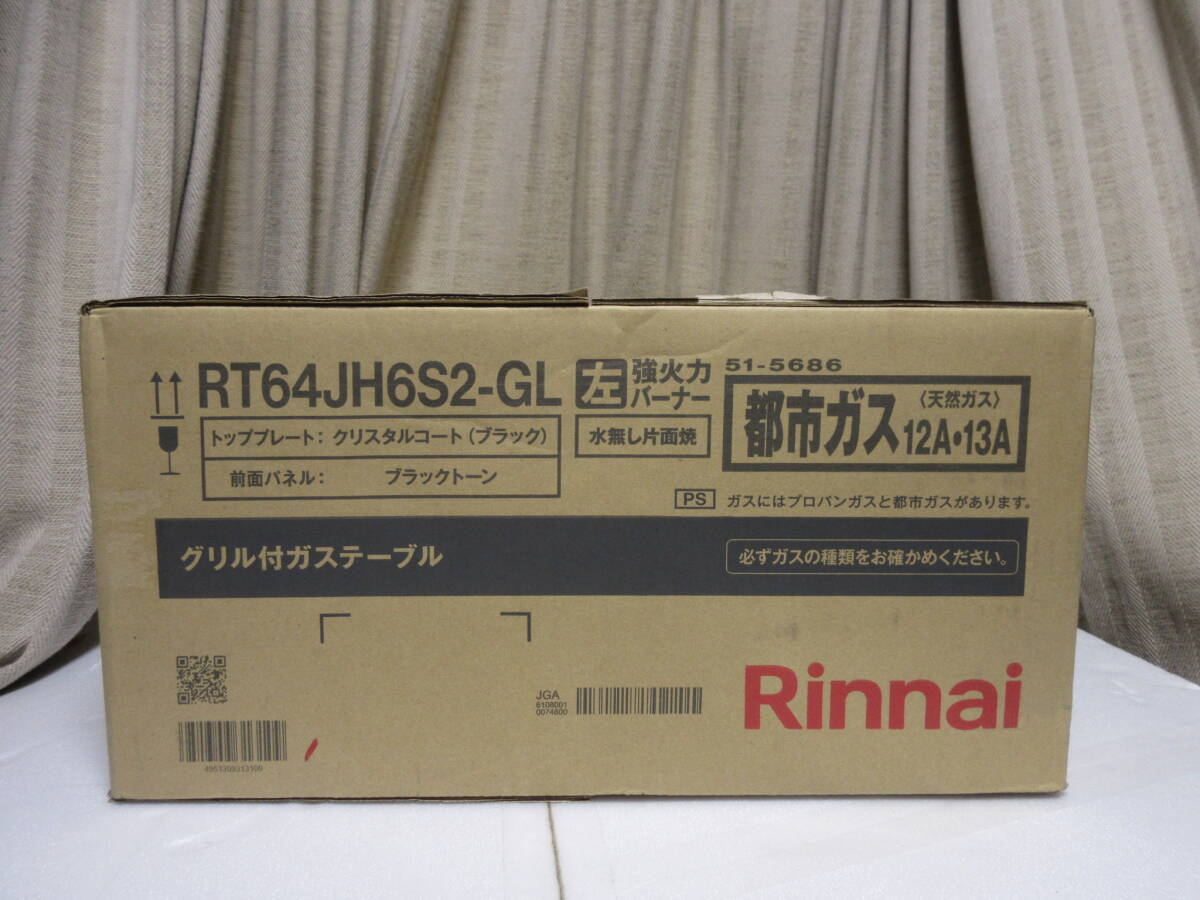 RT64JH6S2-GL
左 強火力バーナー
51-5686
トッププレート：クリスタルコート（ブラック）
前面パネル： ブラックトーン
水無し片面焼
都市ガス〈天然ガス〉12A・13A
PS ガスにはプロパンガスと都市ガスがあります。
グリル付ガステーブル
必ずガスの種類をお確かめください。
JGA
6108001
0074600
Rinnai
4951309313109